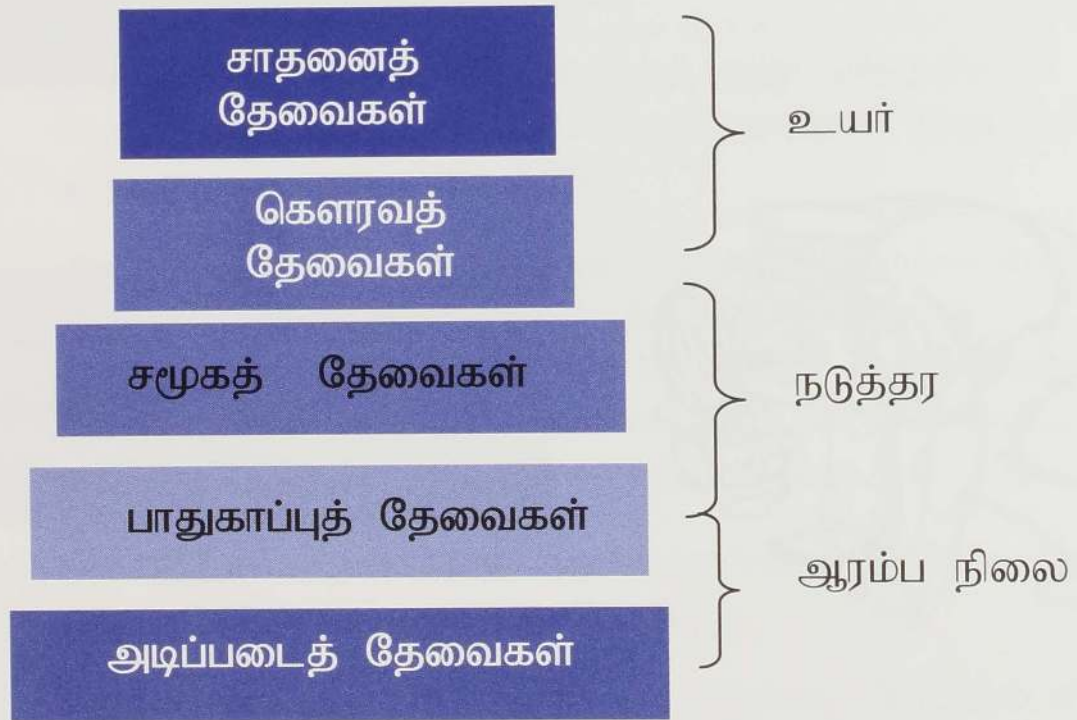 சாதனைத்
தேவைகள்
உயர்
கௌரவத்
தேவைகள்
சமூகத் தேவைகள்
நடுத்தர
பாதுகாப்புத் தேவைகள்
ஆரம்ப நிலை
அடிப்படைத் தேவைகள்